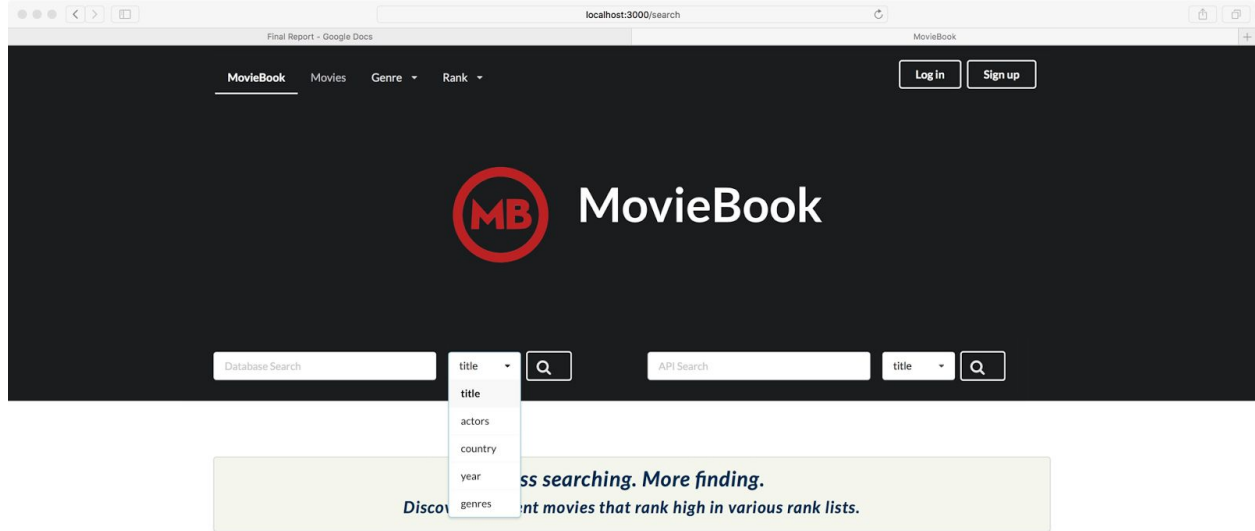 localhost:3000/search
Final Report - Google Docs
MovieBook
MovieBook Movies Genre Rank Log in Sign up
MB MovieBook
Database Search title API Search title
title
actors
country
year
genres
ss searching. More finding.
Discov nt movies that rank high in various rank lists.